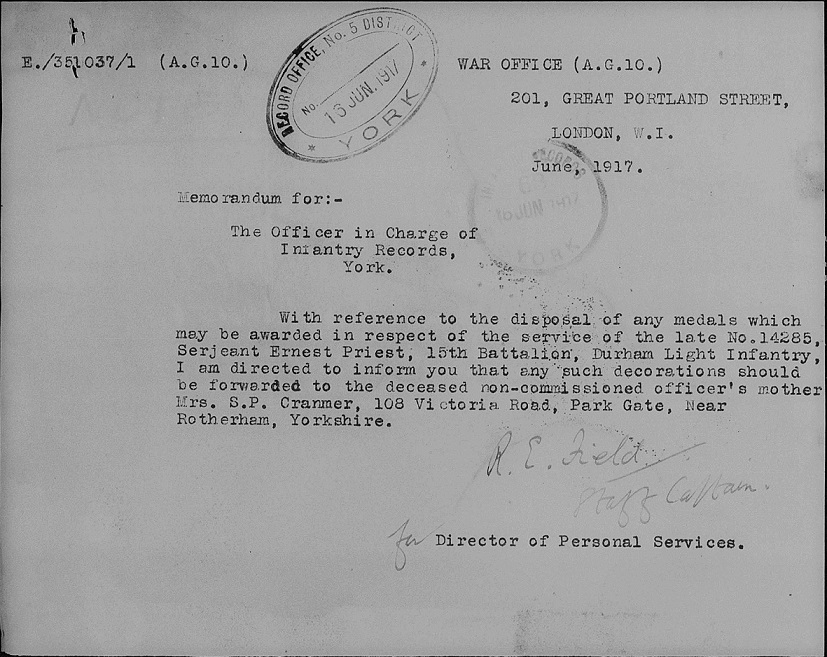 E./351037/1 (A.G.10.)
RECORD OFFICE, No. 5 DISTRICT
No.
16 JUN. 1917
* YORK *
WAR OFFICE (A.G.10.)
201, GREAT PORTLAND STREET,
LONDON, W.I.
June, 1917.
YORK
Memorandum for:-
The Officer in Charge of
Infantry Records,
York.
With reference to the disposal of any medals which
may be awarded in respect of the service of the late No.14285,
Serjeant Ernest Priest, 15th Battalion, Durham Light Infantry,
I am directed to inform you that any such decorations should
be forwarded to the deceased non-commissioned officer's mother
Mrs. S.P. Cranmer, 108 Victoria Road, Park Gate, Near
Rotherham, Yorkshire.
R. E. Field
Staff Captain.
for Director of Personal Services.